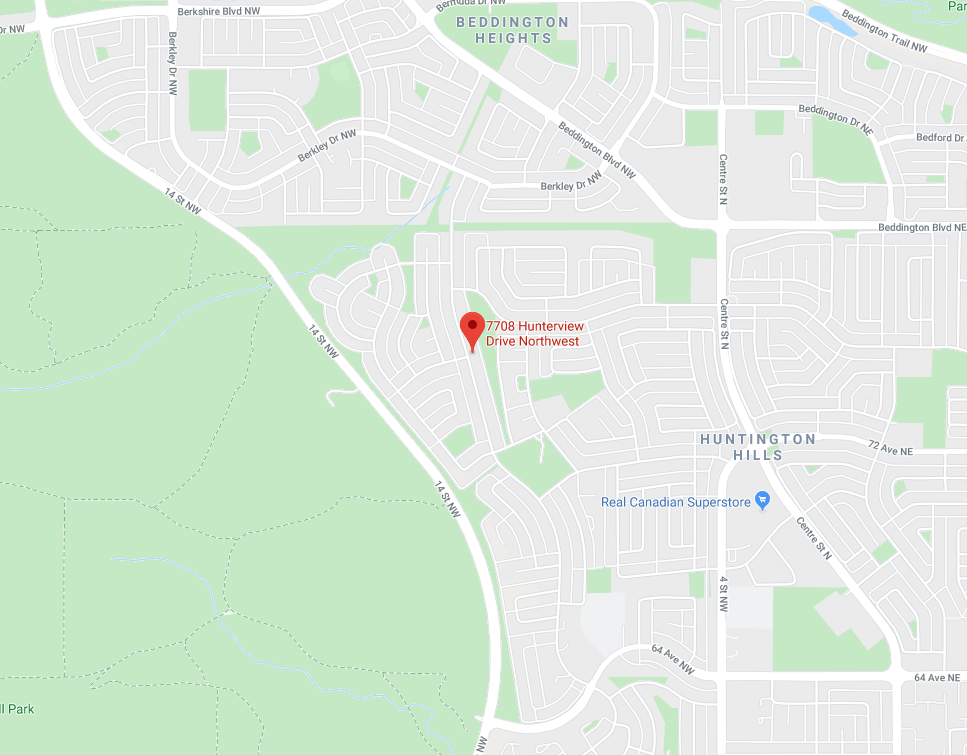 Bermuda Dr NW
Par
Berkshire Blvd NW
BEDDINGTON
HEIGHTS
Beddington Trail NW
Dr NW
Berkley Dr NW
Beddington Dr NE
Beddington Blvd NW
Berkley Dr NW
Bedford Dr
Centre St N
Berkley Dr NW
14 St NW
Beddington Blvd NE
Centre St N
7708 Hunterview
Drive Northwest
14 St NW
HUNTINGTON
HILLS
72 Ave NE
14 St NW
Real Canadian Superstore
Centre St N
4 St NW
64 Ave NW
64 Ave NE
ll Park
NW